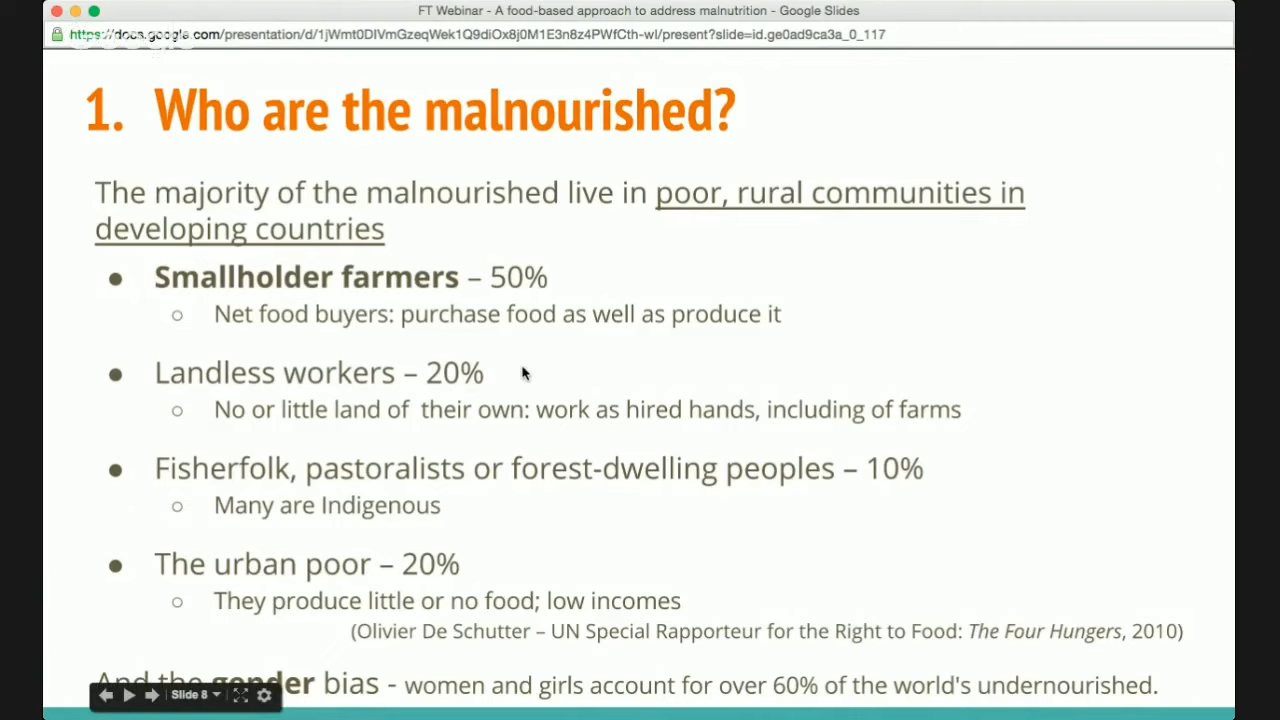 FT Webinar - A food-based approach to address malnutrition - Google Slides
https://docs.google.com/presentation/d/1jWmt0DIVmGzeqWek1Q9diOx8j0M1E3n8z4PWfCth-wI/present?slide=id.ge0ad9ca3a_0_117
Google
1. Who are the malnourished?
The majority of the malnourished live in poor, rural communities in
developing countries
● Smallholder farmers – 50%
○ Net food buyers: purchase food as well as produce it
● Landless workers – 20%
○ No or little land of their own: work as hired hands, including of farms
● Fisherfolk, pastoralists or forest-dwelling peoples – 10%
○ Many are Indigenous
● The urban poor – 20%
○ They produce little or no food; low incomes
(Olivier De Schutter – UN Special Rapporteur for the Right to Food: The Four Hungers, 2010)
And the gender bias - women and girls account for over 60% of the world's undernourished.
Slide 8